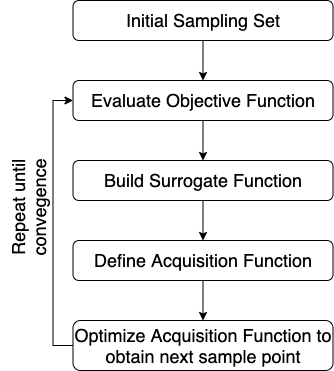 Initial Sampling Set
Evaluate Objective Function
Build Surrogate Function
Define Acquisition Function
Optimize Acquisition Function to
obtain next sample point
Repeat until
convegence